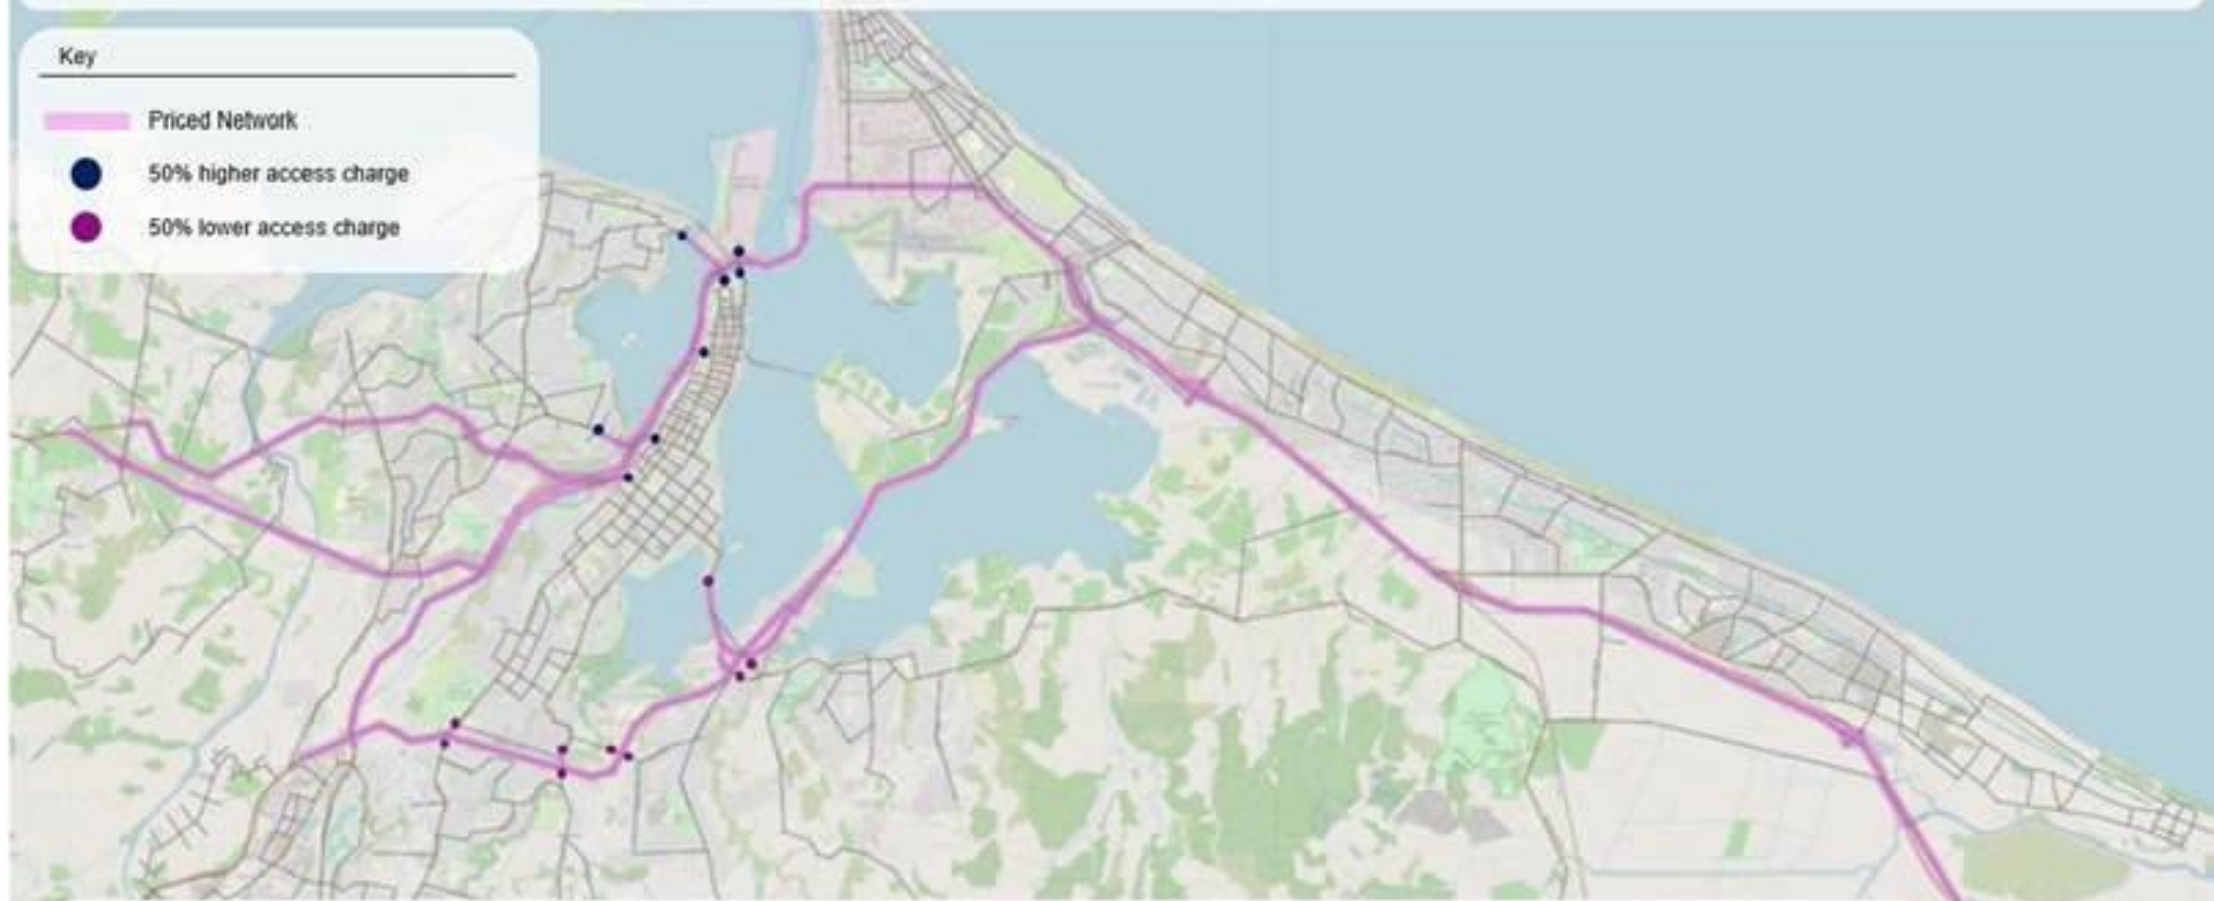 Key
Priced Network
50% higher access charge
50% lower access charge